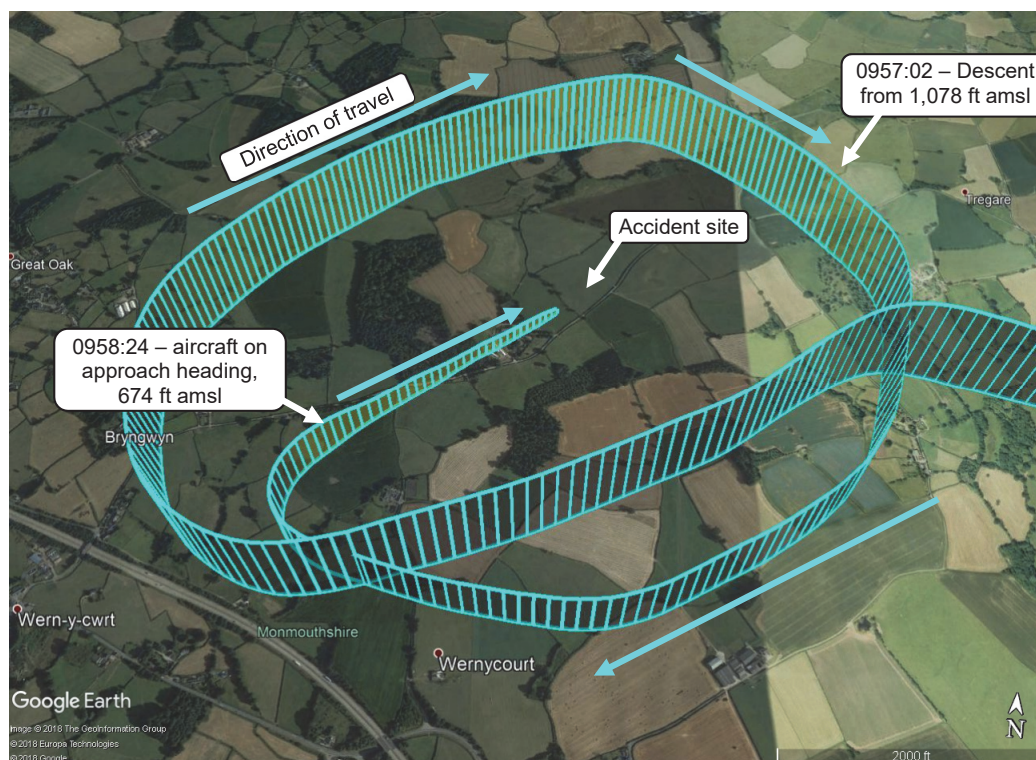 0957:02 – Descent
from 1,078 ft amsl
Direction of travel
Tregare
Accident site
Great Oak
0958:24 – aircraft on
approach heading,
674 ft amsl
Bryngwyn
Wern-y-cwrt
Monmouthshire
Wernycourt
Google Earth
Image © 2018 The GeoInformation Group
© 2018 Europa Technologies
© 2018 Google
N
2000 ft